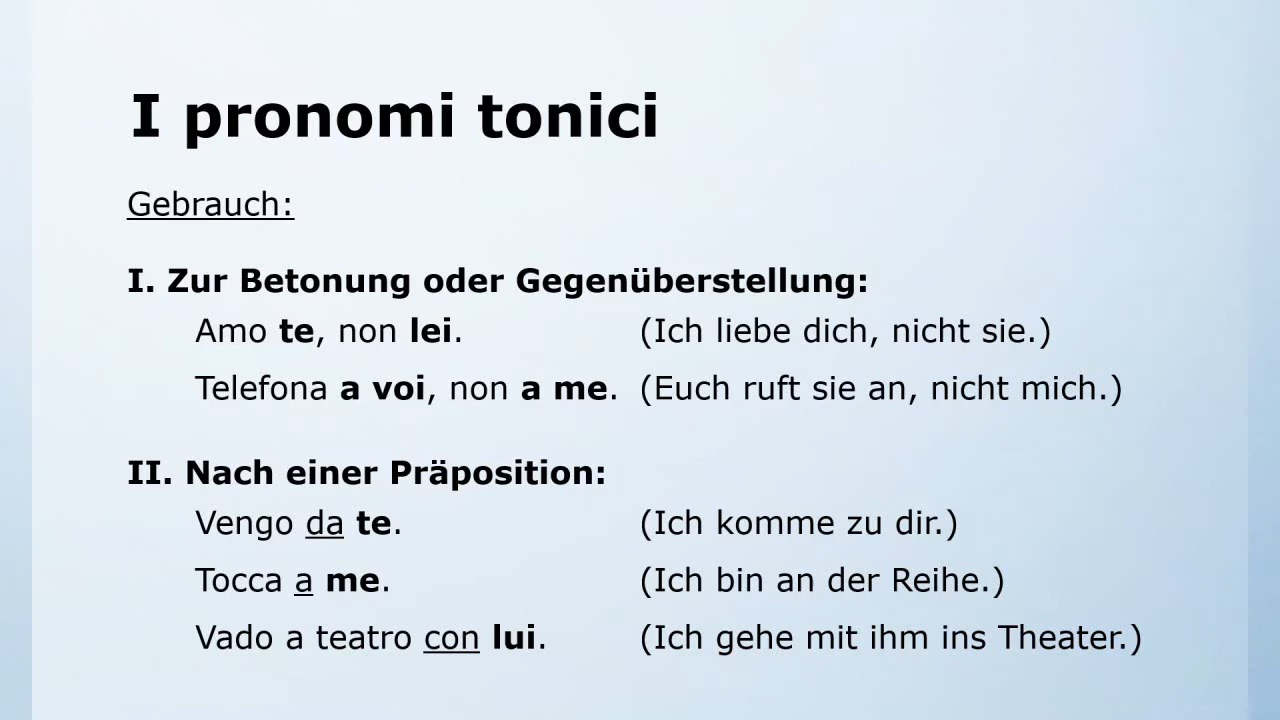 I pronomi tonici
Gebrauch:
I. Zur Betonung oder Gegenüberstellung:
Amo te, non lei. (Ich liebe dich, nicht sie.)
Telefona a voi, non a me. (Euch ruft sie an, nicht mich.)
II. Nach einer Präposition:
Vengo da te. (Ich komme zu dir.)
Tocca a me. (Ich bin an der Reihe.)
Vado a teatro con lui. (Ich gehe mit ihm ins Theater.)